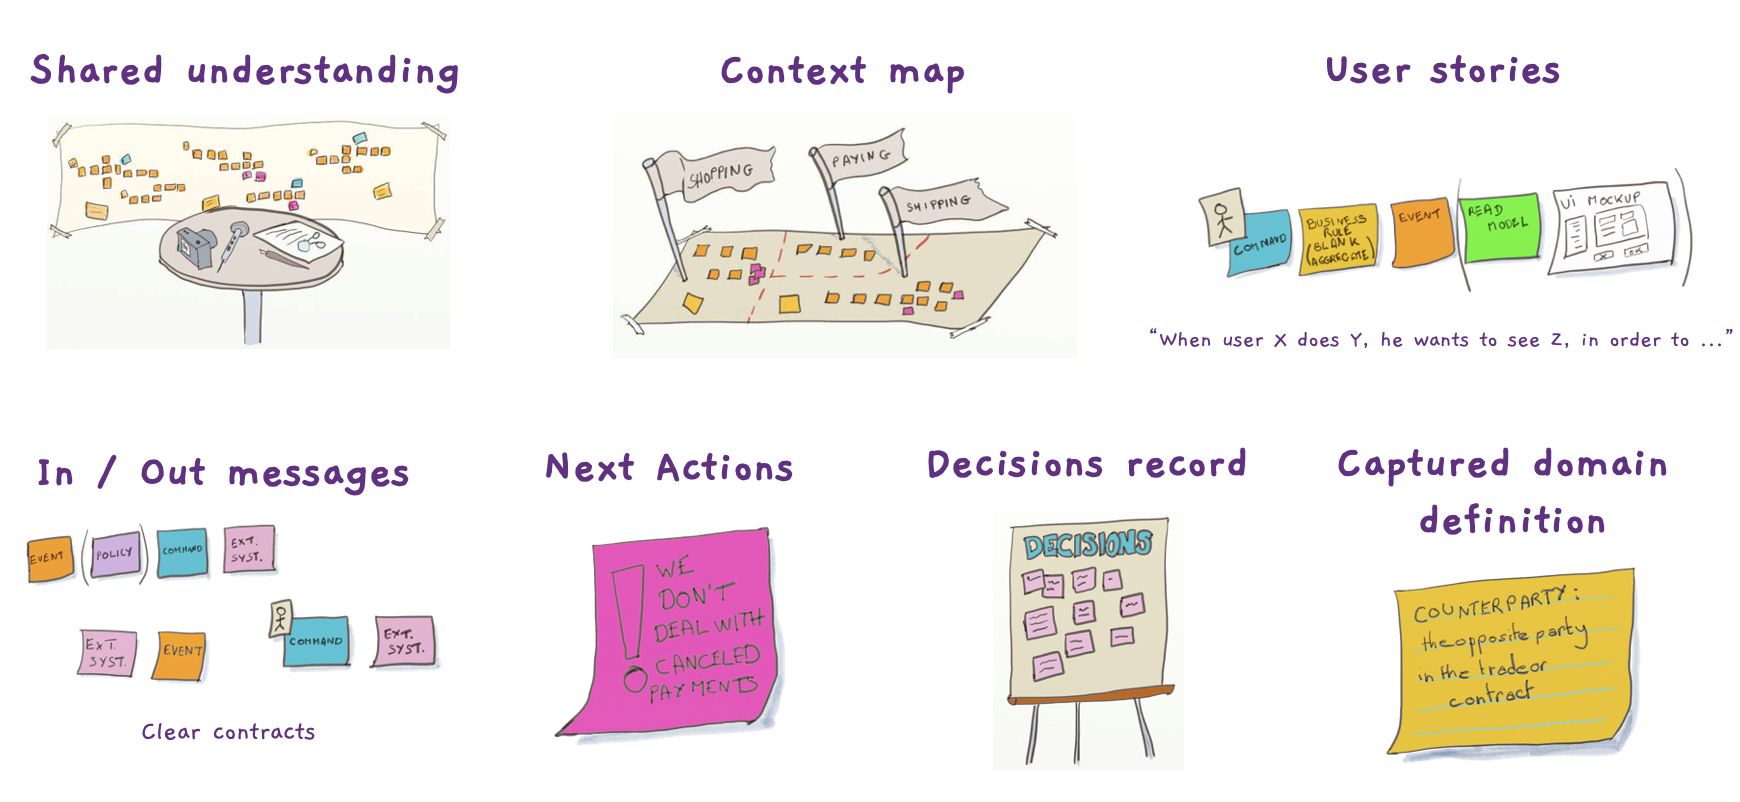 Shared understanding
Context map
SHOPPING
PAYING
SHIPPING
User stories
COMMAND
BUSINESS
RULE
(BLANK
AGGREGATE)
EVENT
READ
MODEL
Ui MOCKUP
OK
“When user X does Y, he wants to see Z, in order to ...”
In / Out messages
EVENT
POLICY
COMMAND
EXT.
SYST.
EXT.
SYST.
EVENT
COMMAND
EXT.
SYST.
Clear contracts
Next Actions
! WE
DON'T
DEAL WITH
CANCELED
PAYMENTS
Decisions record
DECISIONS
Captured domain
definition
COUNTERPARTY:
the opposite party
in the trade or
contract